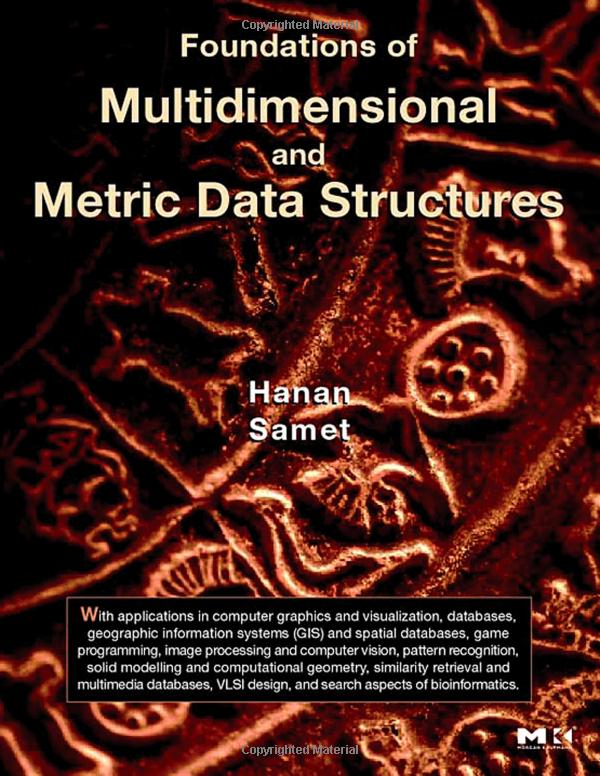 Copyrighted Material
Foundations of
Multidimensional
and
Metric Data Structures
Hanan
Samet
With applications in computer graphics and visualization, databases,
geographic information systems (GIS) and spatial databases, game
programming, image processing and computer vision, pattern recognition,
solid modelling and computational geometry, similarity retrieval and
multimedia databases, VLSI design, and search aspects of bioinformatics.
MK
MORGAN KAUFMANN
Copyrighted Material